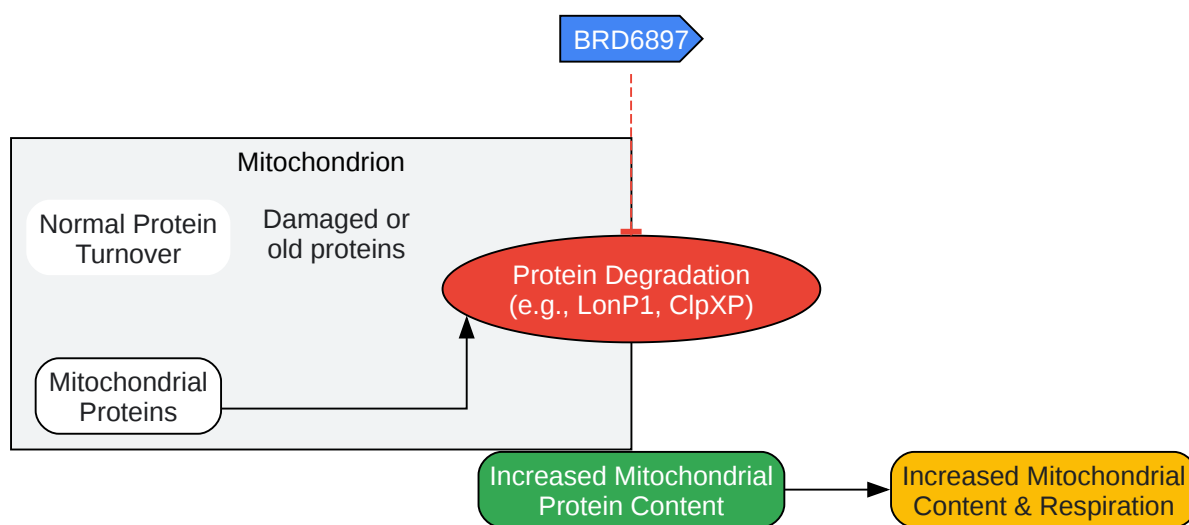 BRD6897
Mitochondrion
Normal Protein
Turnover
Damaged or
old proteins
Protein Degradation
(e.g., LonP1, ClpXP)
Mitochondrial
Proteins
Increased Mitochondrial
Protein Content
Increased Mitochondrial
Content & Respiration